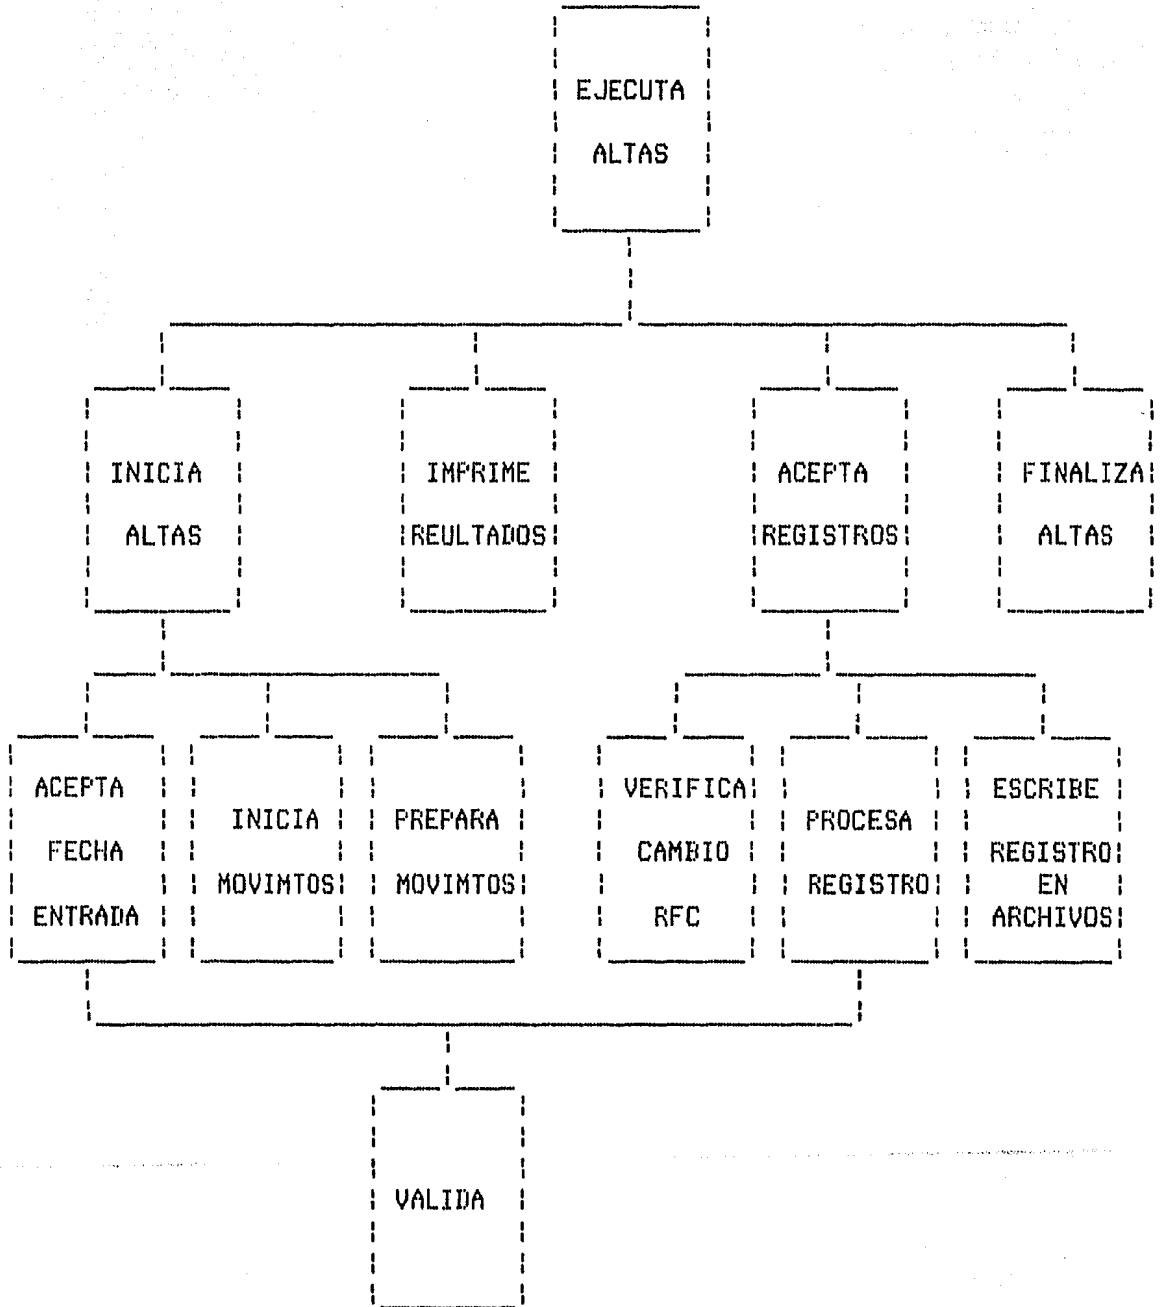 EJECUTA
ALTAS
INICIA
ALTAS
IMPRIME
REULTADOS
ACEPTA
REGISTROS
FINALIZA
ALTAS
ACEPTA
FECHA
ENTRADA
INICIA
MOVIMTOS
PREPARA
MOVIMTOS
VERIFICA
CAMBIO
RFC
PROCESA
REGISTRO
ESCRIBE
REGISTRO
EN
ARCHIVOS
VALIDA